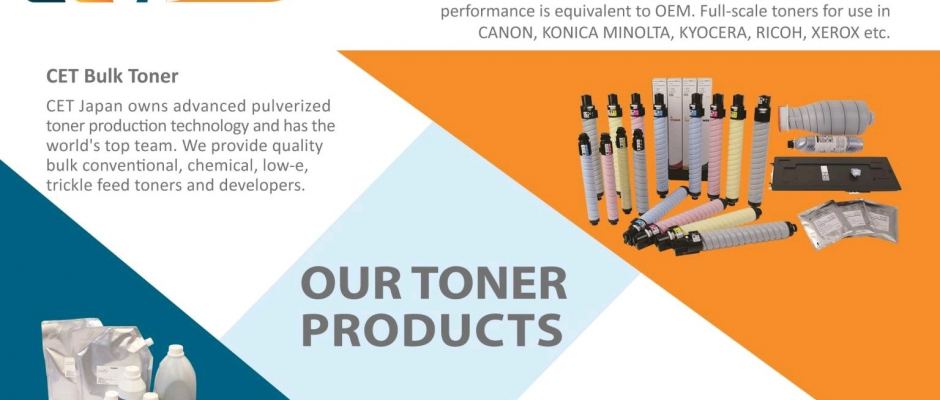 performance is equivalent to OEM. Full-scale toners for use in
CANON, KONICA MINOLTA, KYOCERA, RICOH, XEROX etc.
CET Bulk Toner
CET Japan owns advanced pulverized
toner production technology and has the
world's top team. We provide quality
bulk conventional, chemical, low-e,
trickle feed toners and developers.
OUR TONER
PRODUCTS